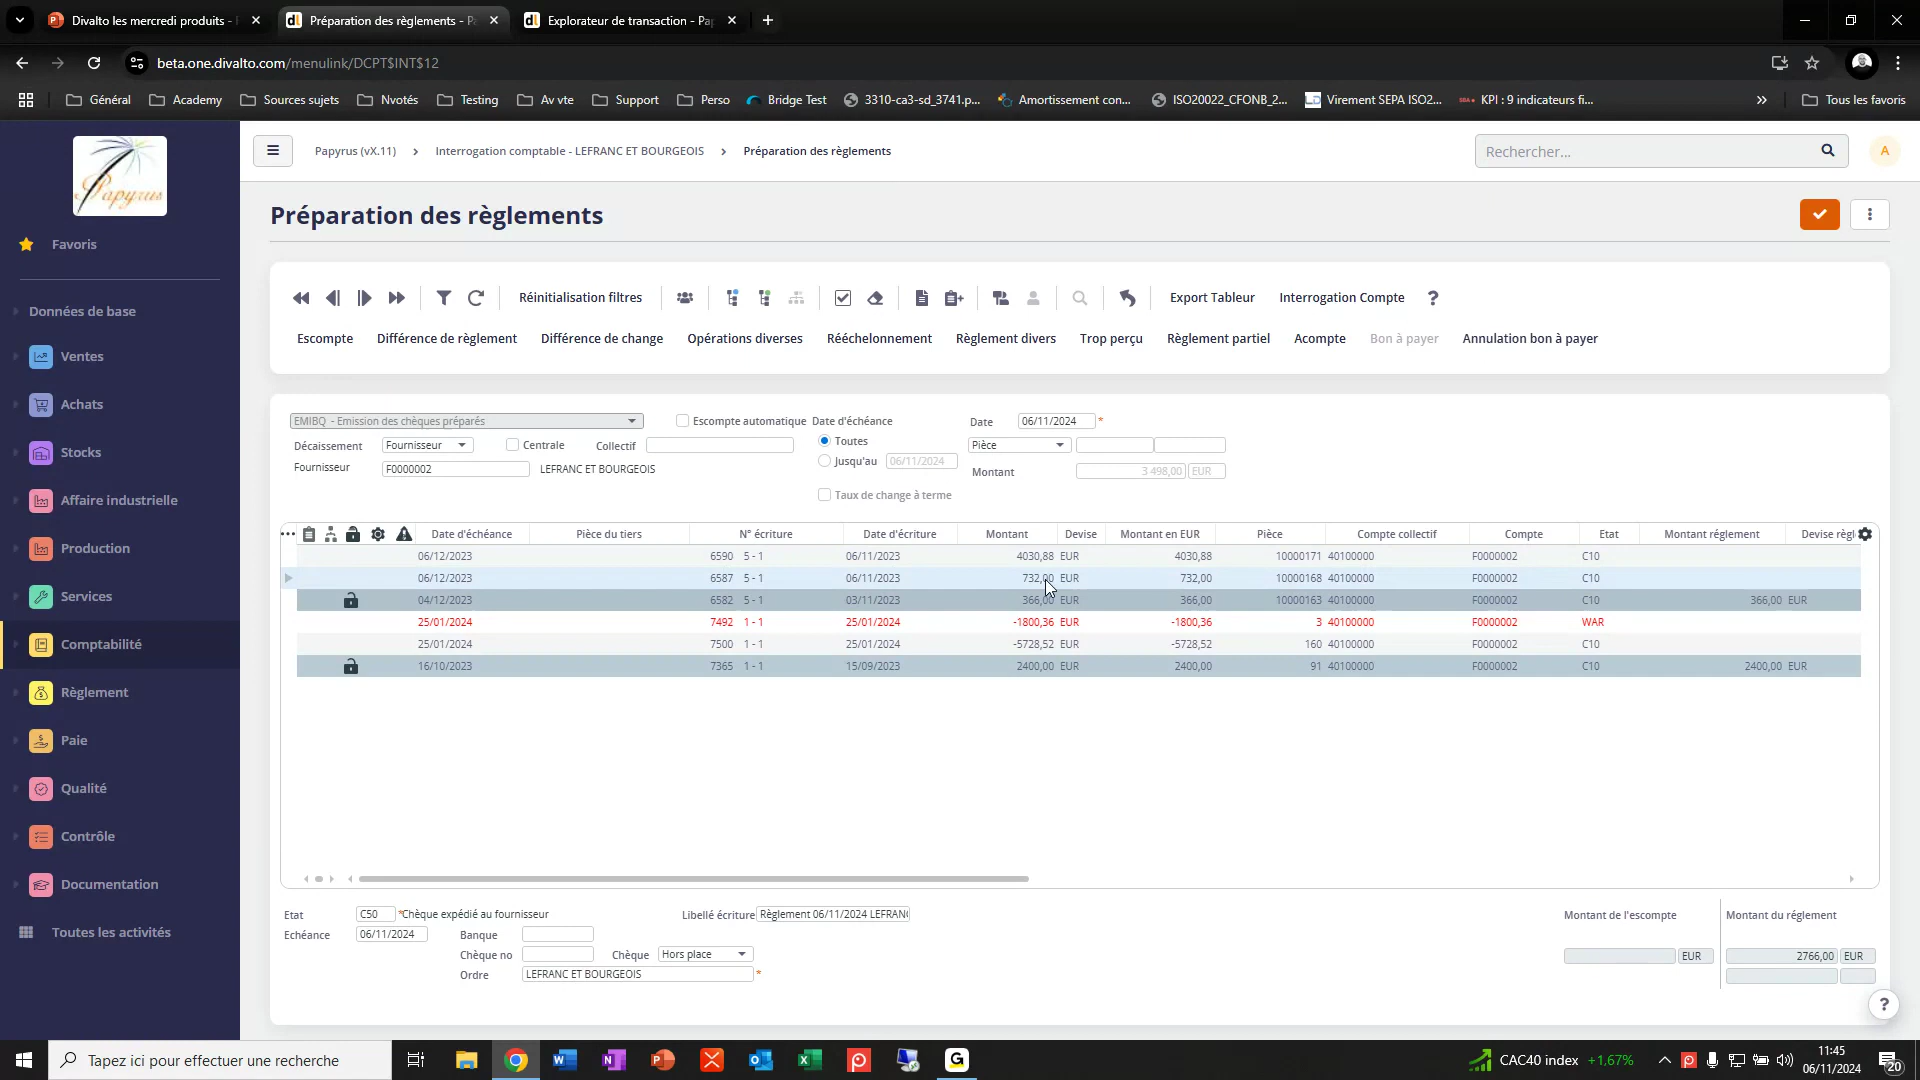 Divalto les mercredi produits -
Préparation des règlements - P
Explorateur de transaction - Pap
beta.one.divalto.com/menulink/DCPT$INT$12
Général
Academy
Sources sujets
Nvotés
Testing
Av vte
Support
Perso
Bridge Test
3310-ca3-sd_3741.p...
Amortissement con...
ISO20022_CFONB_2...
Virement SEPA ISO2...
KPI : 9 indicateurs fi...
Tous les favoris
Papyrus
Papyrus (vX.11) > Interrogation comptable - LEFRANC ET BOURGEOIS > Préparation des règlements
Rechercher...
A
Favoris
Données de base
Ventes
Achats
Stocks
Affaire industrielle
Production
Services
Comptabilité
Règlement
Paie
Qualité
Contrôle
Documentation
Toutes les activités
Préparation des règlements
Réinitialisation filtres
Export Tableur
Interrogation Compte
?
Escompte Différence de règlement Différence de change Opérations diverses Rééchelonnement Règlement divers Trop perçu Règlement partiel Acompte Bon à payer Annulation bon à payer
EMIBQ - Emission des chèques préparés
Escompte automatique
Date d'échéance
Date 06/11/2024 *
Décaissement Fournisseur
Centrale
Collectif
Toutes
Pièce
Fournisseur F0000002 LEFRANC ET BOURGEOIS
Jusqu'au 06/11/2024
Montant 3 498,00 EUR
Taux de change à terme
Date d'échéance Pièce du tiers N° écriture Date d'écriture Montant Devise Montant en EUR Pièce Compte collectif Compte Etat Montant réglement Devise règl
06/12/2023 6590 5 - 1 06/11/2023 4030,88 EUR 4030,88 10000171 40100000 F0000002 C10
06/12/2023 6587 5 - 1 06/11/2023 732,00 EUR 732,00 10000168 40100000 F0000002 C10
04/12/2023 6582 5 - 1 03/11/2023 366,00 EUR 366,00 10000163 40100000 F0000002 C10 366,00 EUR
25/01/2024 7492 1 - 1 25/01/2024 -1800,36 EUR -1800,36 3 40100000 F0000002 WAR
25/01/2024 7500 1 - 1 25/01/2024 -5728,52 EUR -5728,52 160 40100000 F0000002 C10
16/10/2023 7365 1 - 1 15/09/2023 2400,00 EUR 2400,00 91 40100000 F0000002 C10 2400,00 EUR
Etat C50 *Chèque expédié au fournisseur
Libellé écriture Règlement 06/11/2024 LEFRANC
Montant de l'escompte
Montant du réglement
Echéance 06/11/2024
Banque
Chèque no
Chèque Hors place
EUR
2766,00 EUR
Ordre LEFRANC ET BOURGEOIS *
?
Tapez ici pour effectuer une recherche
CAC40 index +1,67%
11:45
06/11/2024
20